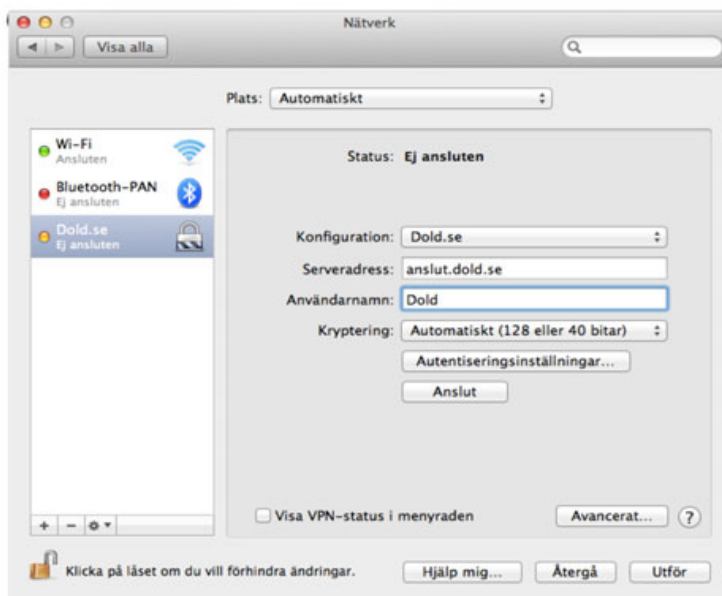 Nätverk
Visa alla
Plats: Automatiskt
Wi-Fi
Ansluten
Bluetooth-PAN
Ej ansluten
Dold.se
Ej ansluten
Status: Ej ansluten
Konfiguration: Dold.se
Serveradress: anslut.dold.se
Användarnamn: Dold
Kryptering: Automatiskt (128 eller 40 bitar)
Autentiseringsinställningar...
Anslut
Visa VPN-status i menyraden
Avancerat...
?
+ -
Klicka på låset om du vill förhindra ändringar.
Hjälp mig...
Återgå
Utför